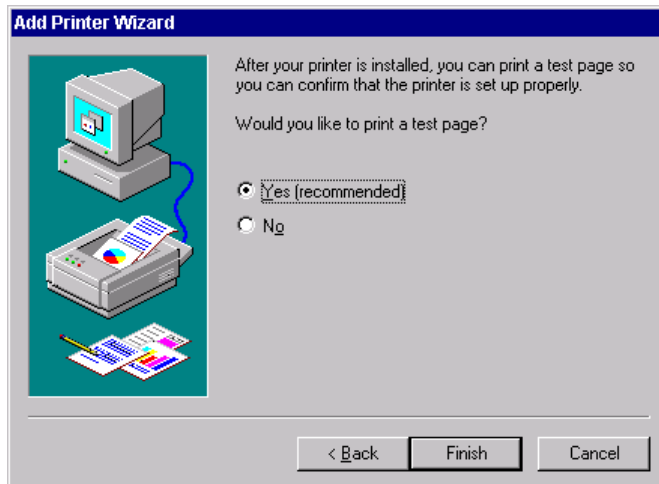 Add Printer Wizard
After your printer is installed, you can print a test page so
you can confirm that the printer is set up properly.
Would you like to print a test page?
Yes (recommended)
No
< Back
Finish
Cancel